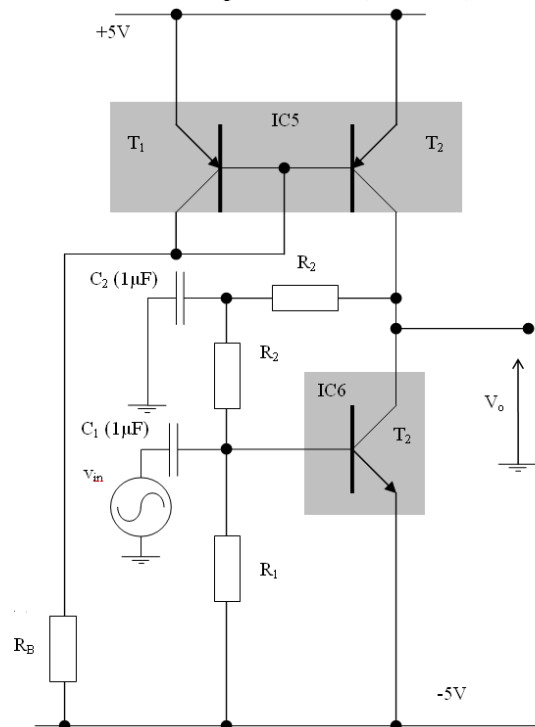 +5V
IC5
T1
T2
C2 (1µF)
R2
R2
IC6
C1 (1µF)
T2
Vo
vin
R1
RB
-5V